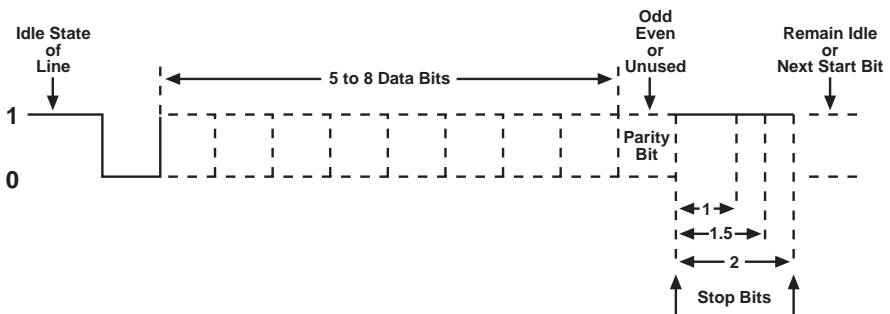 Idle State
of
Line
5 to 8 Data Bits
Odd
Even
or
Unused
Remain Idle
or
Next Start Bit
1
0
Parity
Bit
1
1.5
2
Stop Bits